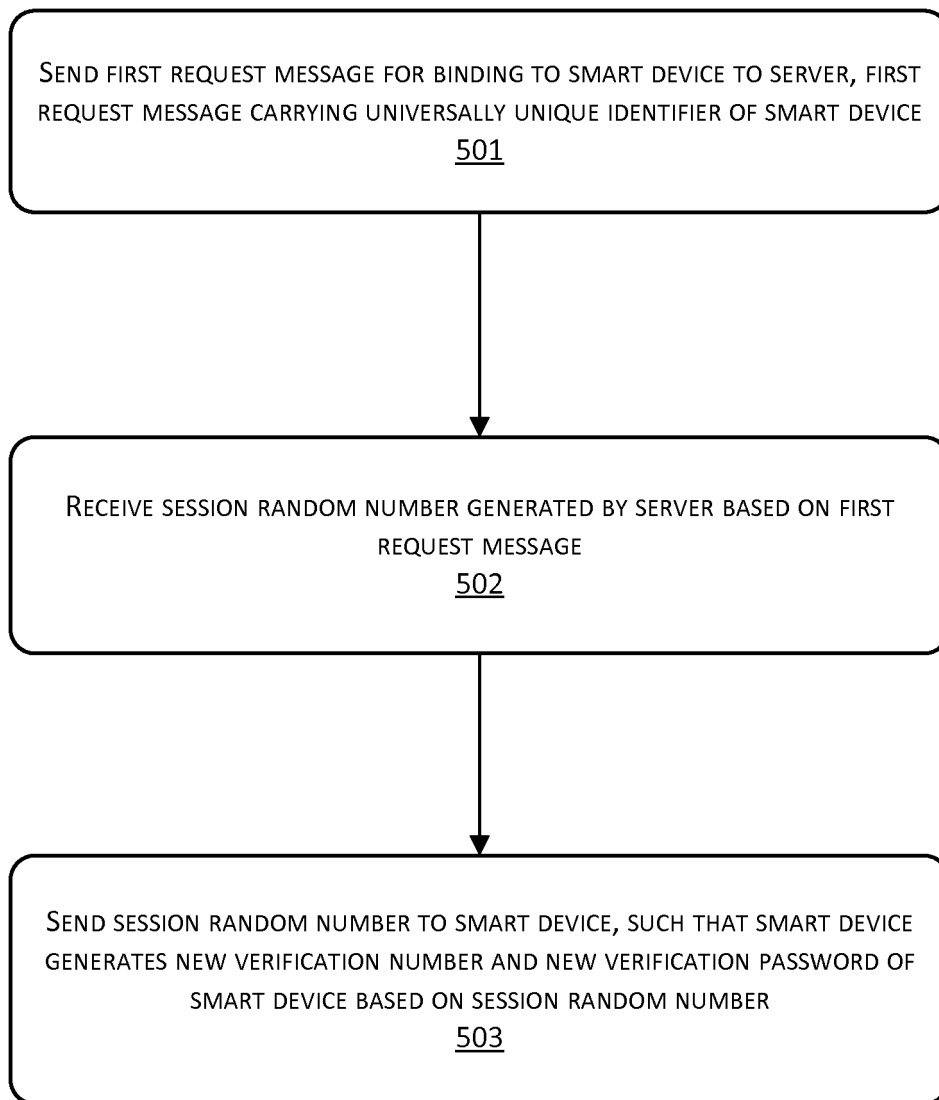 SEND FIRST REQUEST MESSAGE FOR BINDING TO SMART DEVICE TO SERVER, FIRST
REQUEST MESSAGE CARRYING UNIVERSALLY UNIQUE IDENTIFIER OF SMART DEVICE
501
RECEIVE SESSION RANDOM NUMBER GENERATED BY SERVER BASED ON FIRST
REQUEST MESSAGE
502
SEND SESSION RANDOM NUMBER TO SMART DEVICE, SUCH THAT SMART DEVICE
GENERATES NEW VERIFICATION NUMBER AND NEW VERIFICATION PASSWORD OF
SMART DEVICE BASED ON SESSION RANDOM NUMBER
503